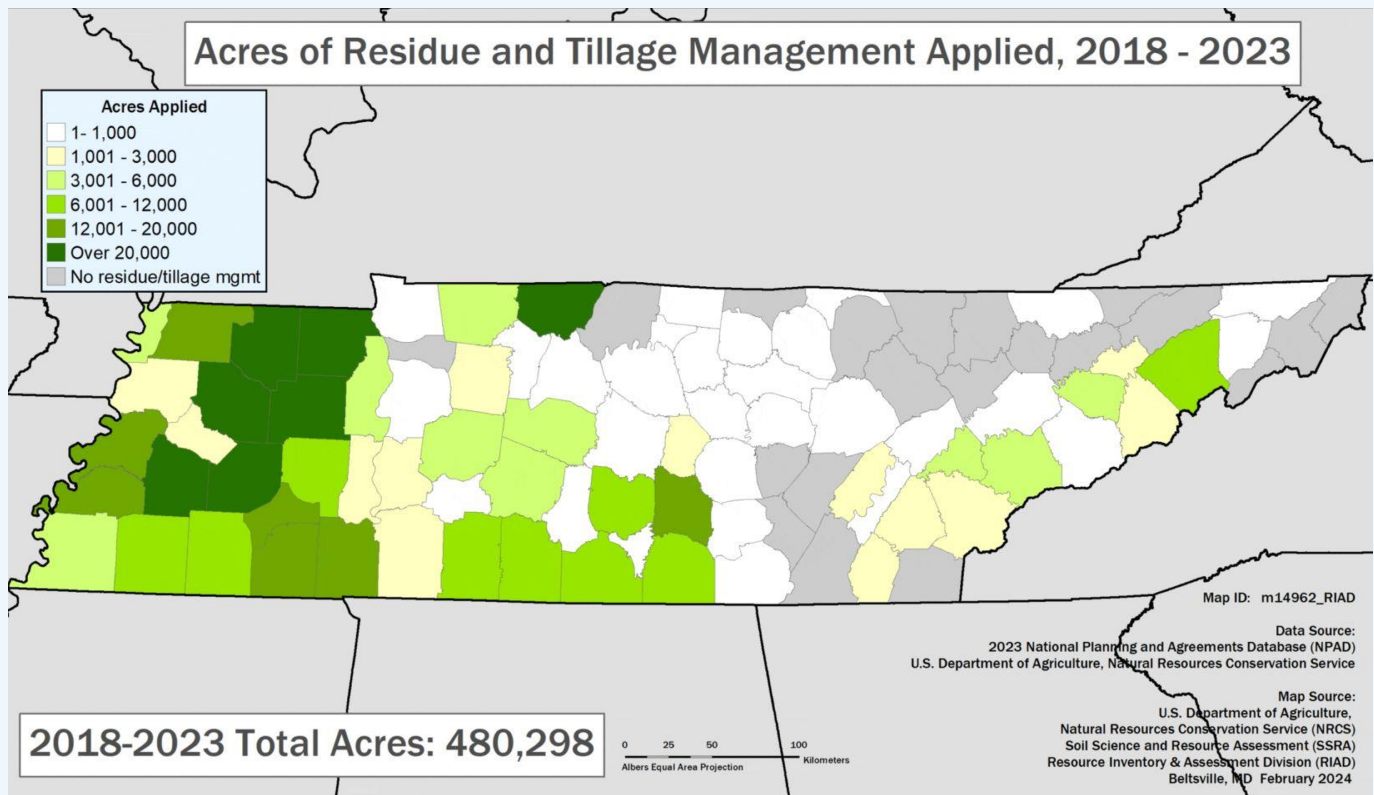 Acres of Residue and Tillage Management Applied, 2018 - 2023
Acres Applied
1- 1,000
1,001 - 3,000
3,001 - 6,000
6,001 - 12,000
12,001 - 20,000
Over 20,000
No residue/tillage mgmt
Map ID: m14962_RIAD
Data Source:
2023 National Planning and Agreements Database (NPAD)
U.S. Department of Agriculture, Natural Resources Conservation Service
Map Source:
U.S. Department of Agriculture,
Natural Resources Conservation Service (NRCS)
Soil Science and Resource Assessment (SSRA)
Resource Inventory & Assessment Division (RIAD)
Beltsville, MD February 2024
2018-2023 Total Acres: 480,298
0 25 50 100
Kilometers
Albers Equal Area Projection